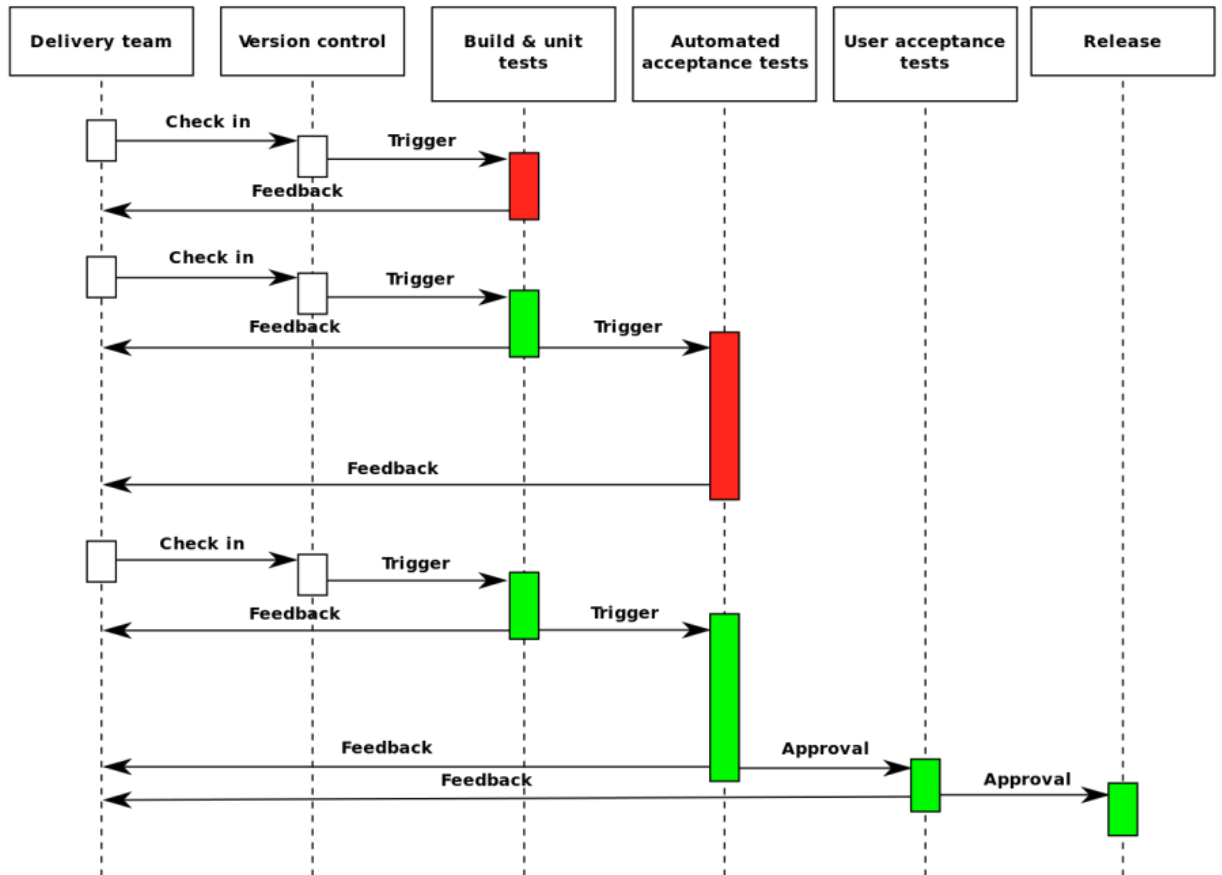 Delivery team
Version control
Build & unit
tests
Automated
acceptance tests
User acceptance
tests
Release
Check in
Trigger
Feedback
Check in
Trigger
Feedback
Trigger
Feedback
Check in
Trigger
Feedback
Trigger
Feedback
Approval
Feedback
Approval